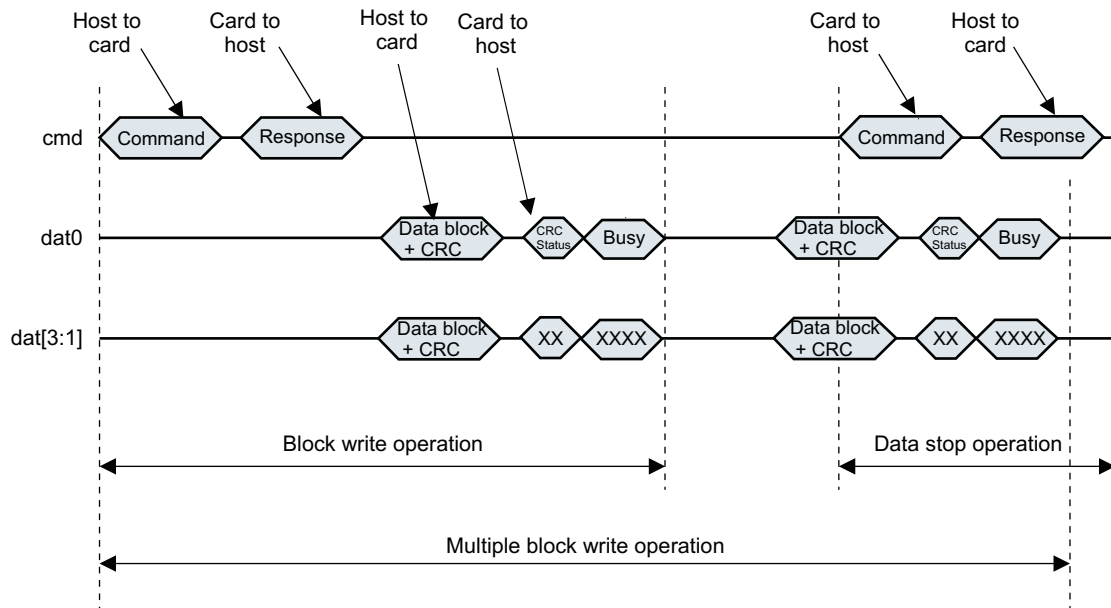 Host to
card
Card to
host
Host to
card
Card to
host
Card to
host
Host to
card
cmd
Command
Response
Command
Response
dat0
Data block
+ CRC
CRC
Status
Busy
Data block
+ CRC
CRC
Status
Busy
dat[3:1]
Data block
+ CRC
XX
XXXX
Data block
+ CRC
XX
XXXX
Block write operation
Data stop operation
Multiple block write operation